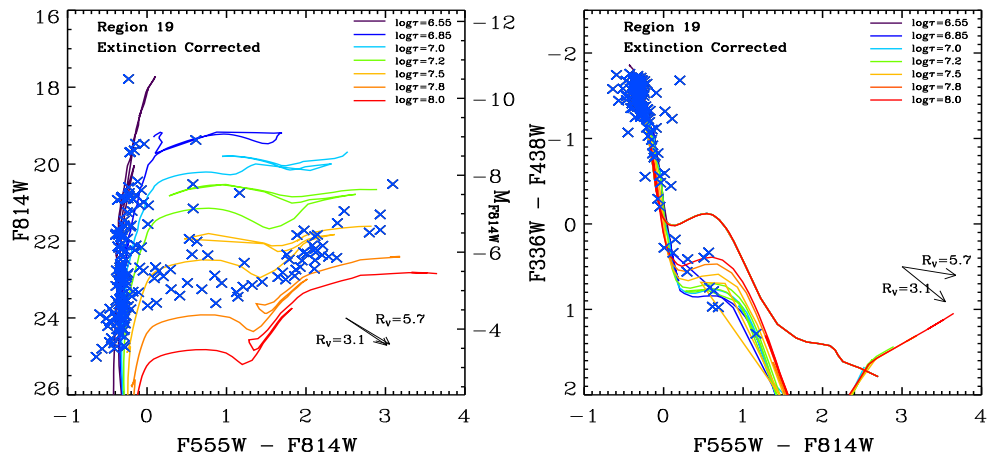 Region 19
Extinction Corrected
logτ=6.55
logτ=6.85
logτ=7.0
logτ=7.2
logτ=7.5
logτ=7.8
logτ=8.0
16
18
20
22
24
26
F814W
−12
−10
−8
−6
−4
M_F814W
R_V=5.7
R_V=3.1
−1 0 1 2 3 4
F555W − F814W
Region 19
Extinction Corrected
logτ=6.55
logτ=6.85
logτ=7.0
logτ=7.2
logτ=7.5
logτ=7.8
logτ=8.0
−2
−1
0
1
2
F336W − F438W
R_V=5.7
R_V=3.1
−1 0 1 2 3 4
F555W − F814W